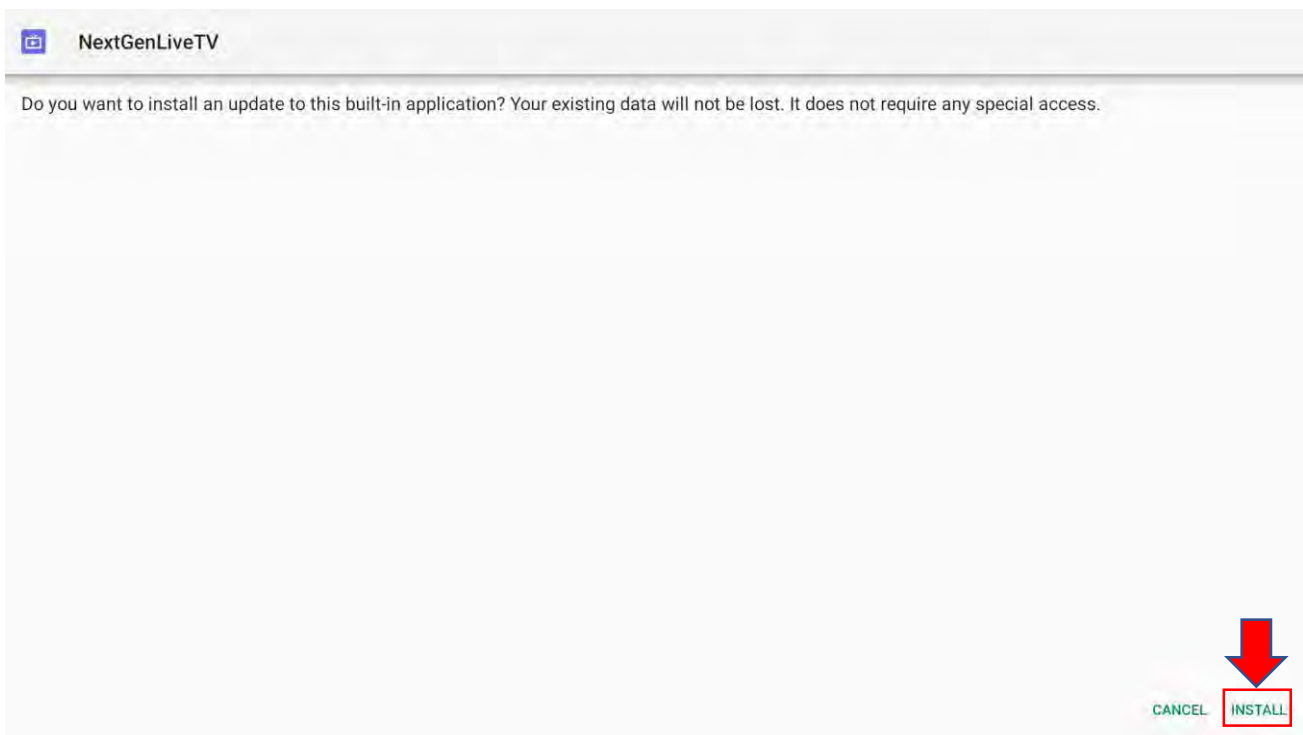 NextGenLiveTV
Do you want to install an update to this built-in application? Your existing data will not be lost. It does not require any special access.
CANCEL INSTALL